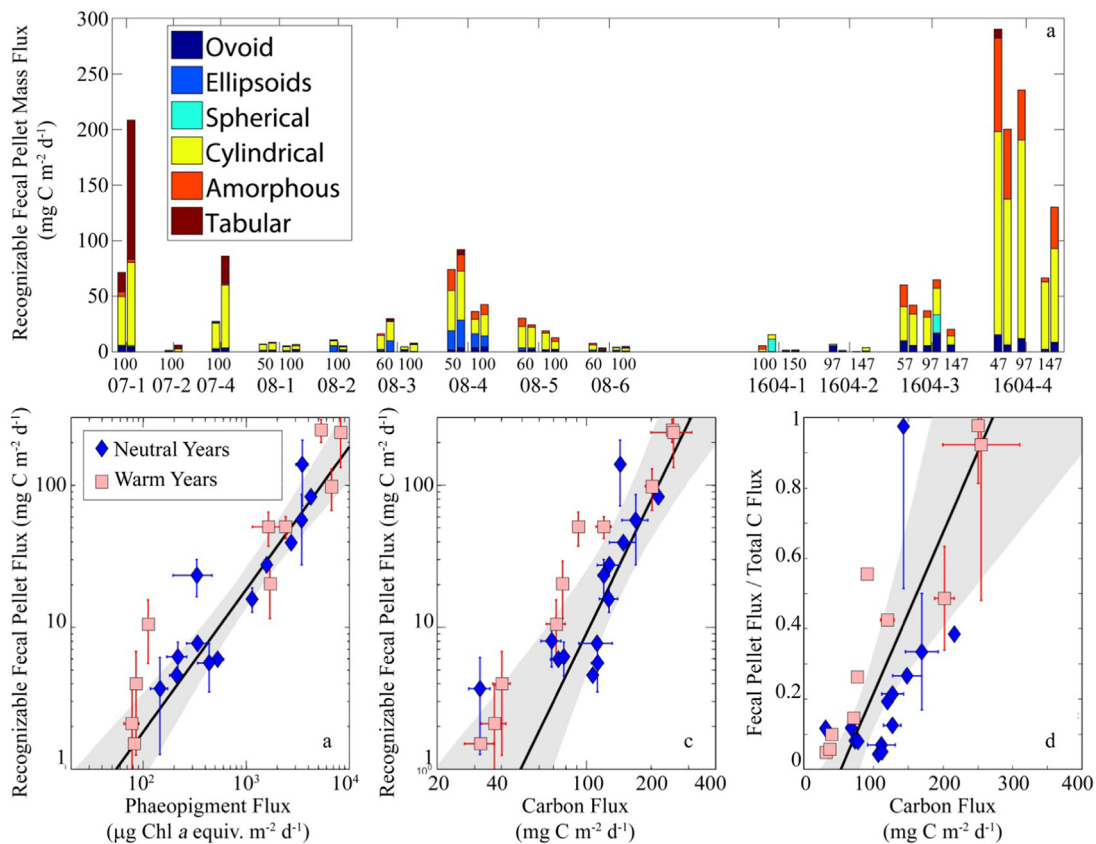 300
a
250
200
150
100
50
0
Recognizable Fecal Pellet Mass Flux
(mg C m-2 d-1)
Ovoid
Ellipsoids
Spherical
Cylindrical
Amorphous
Tabular
100 100 100 100 100 60 100 50 100 60 100 60 100 100 150 97 147 57 97 147 47 97 147
07-1 07-2 07-4 08-1 08-2 08-3 08-4 08-5 08-6 1604-1 1604-2 1604-3 1604-4
Recognizable Fecal Pellet Flux (mg C m-2 d-1)
100
10
1
Neutral Years
Warm Years
a
10² 10³ 10⁴
Phaeopigment Flux
(µg Chl a equiv. m-2 d-1)
Recognizable Fecal Pellet Flux (mg C m-2 d-1)
100
10
1
10⁰
c
20 40 100 200 400
Carbon Flux
(mg C m-2 d-1)
Fecal Pellet Flux / Total C Flux
1
0.8
0.6
0.4
0.2
0
d
0 100 200 300 400
Carbon Flux
(mg C m-2 d-1)